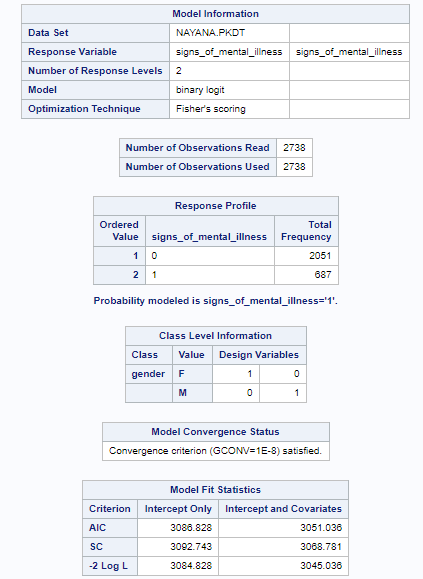 Model Information
Data Set NAYANA.PKDT
Response Variable signs_of_mental_illness signs_of_mental_illness
Number of Response Levels 2
Model binary logit
Optimization Technique Fisher's scoring
Number of Observations Read 2738
Number of Observations Used 2738
Response Profile
Ordered Value signs_of_mental_illness Total Frequency
1 0 2051
2 1 687
Probability modeled is signs_of_mental_illness='1'.
Class Level Information
Class Value Design Variables
gender F 1 0
M 0 1
Model Convergence Status
Convergence criterion (GCONV=1E-8) satisfied.
Model Fit Statistics
Criterion Intercept Only Intercept and Covariates
AIC 3086.828 3051.036
SC 3092.743 3068.781
-2 Log L 3084.828 3045.036